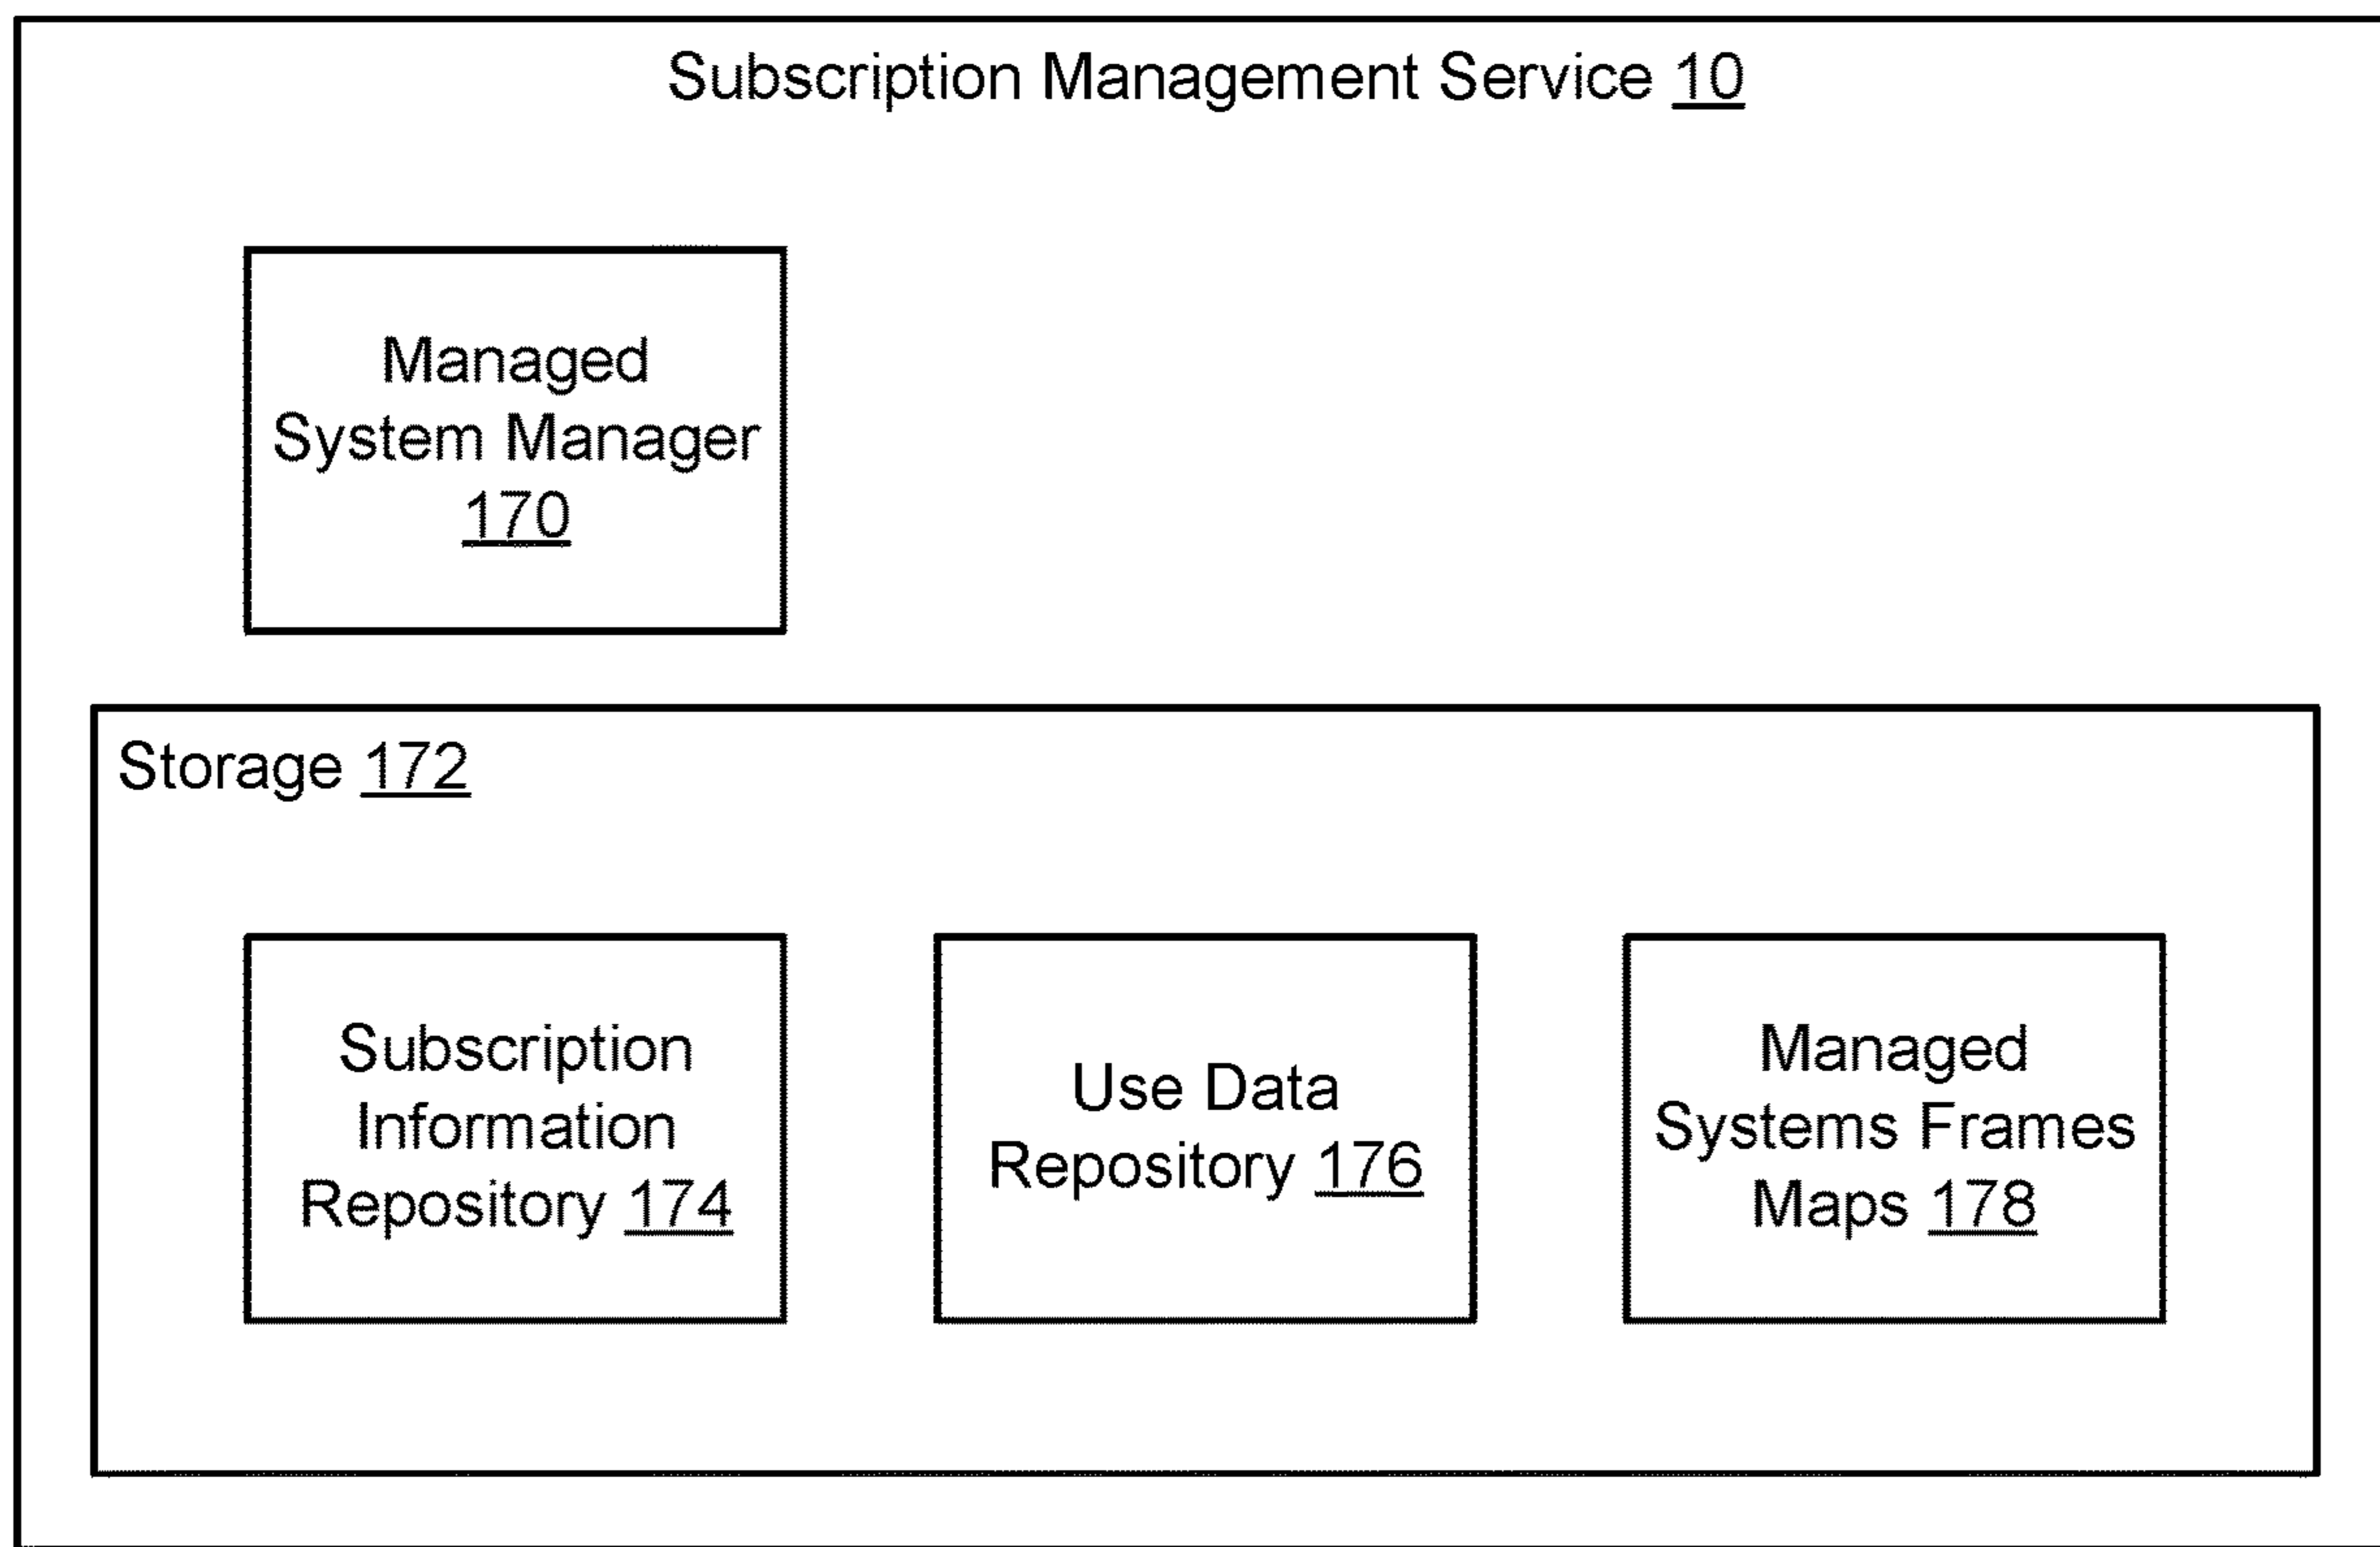 Subscription Management Service 10
Managed
System Manager
170
Storage 172
Subscription
Information
Repository 174
Use Data
Repository 176
Managed
Systems Frames
Maps 178